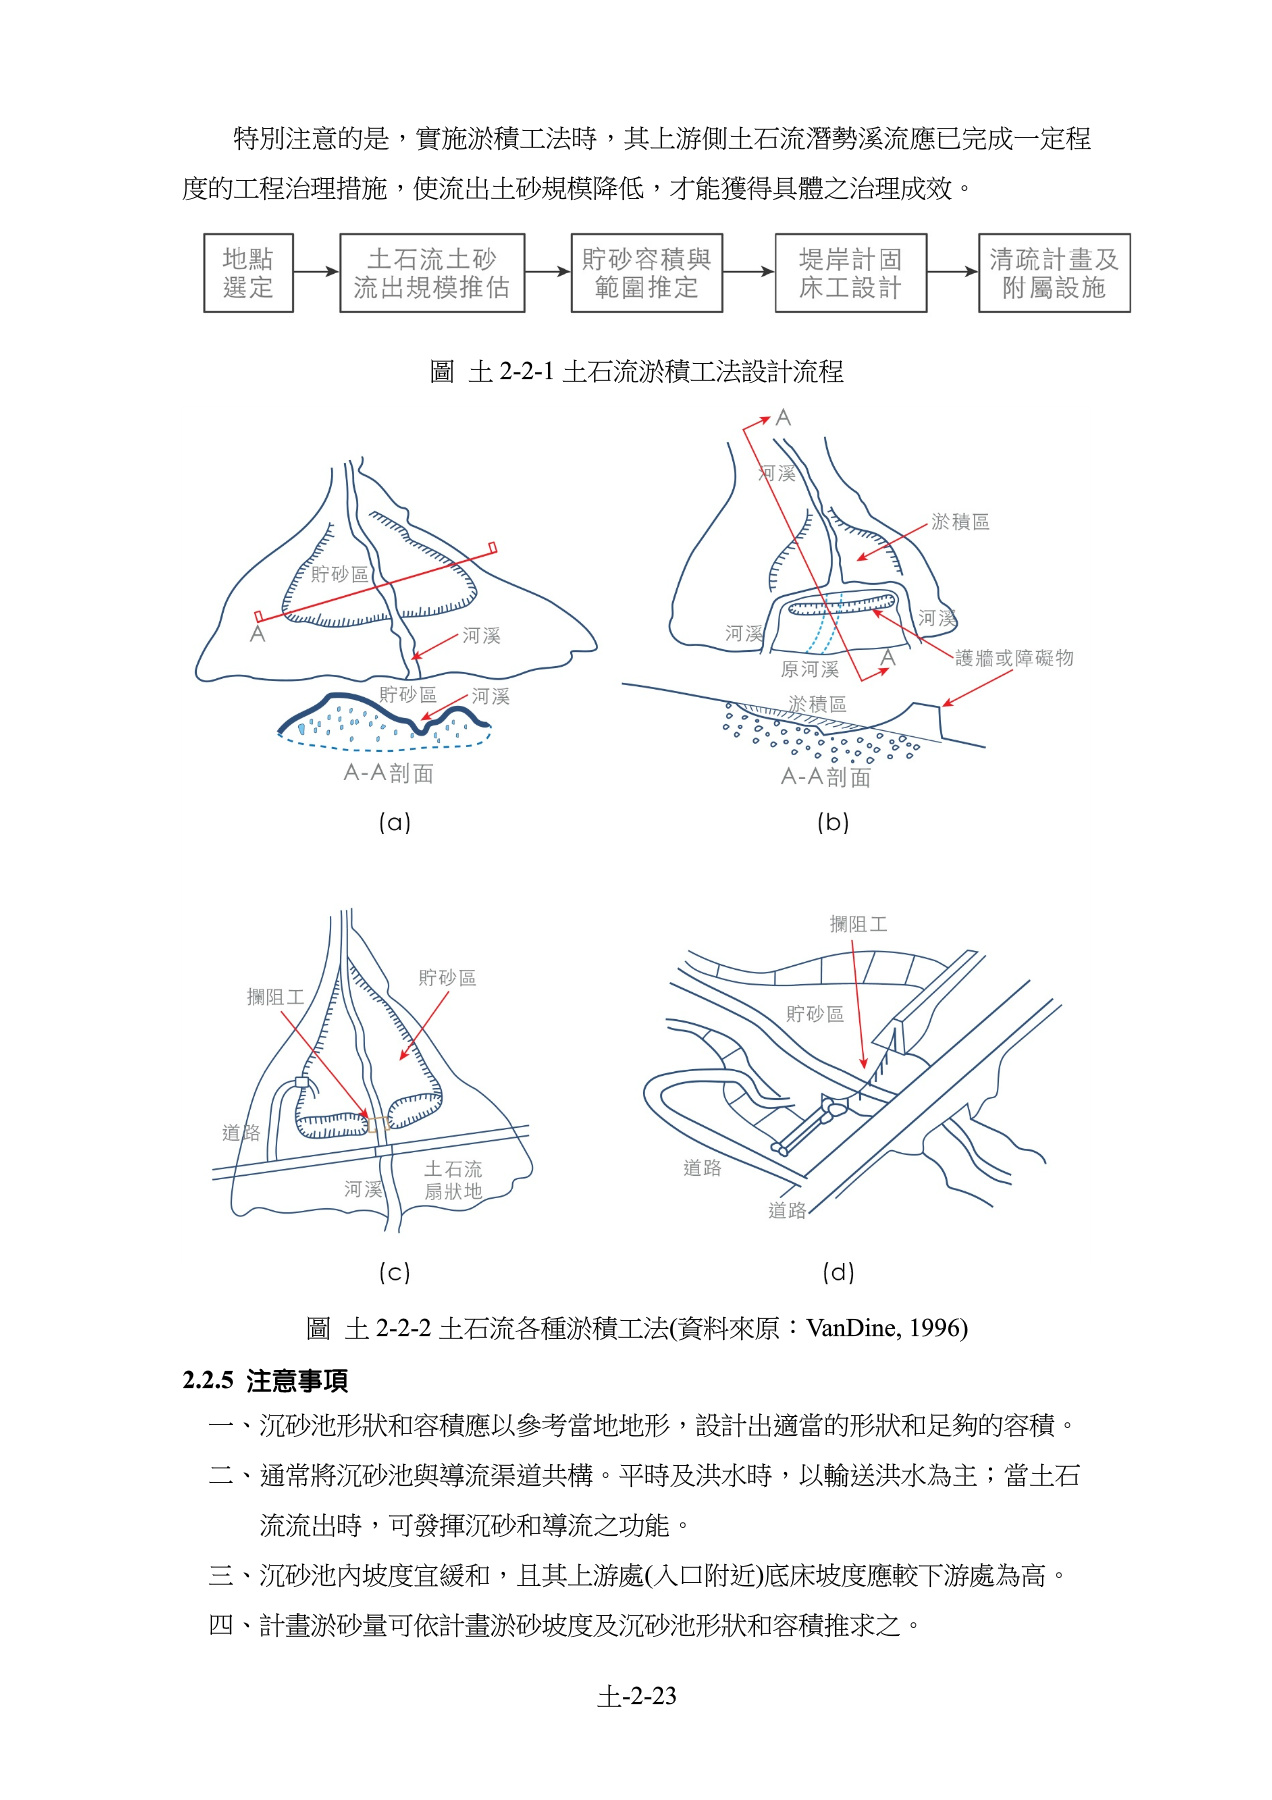 特別注意的是，實施淤積工法時，其上游側土石流潛勢溪流應已完成一定程
度的工程治理措施，使流出土砂規模降低，才能獲得具體之治理成效。
地點
選定
土石流土砂
流出規模推估
貯砂容積與
範圍推定
堤岸計固
床工設計
清疏計畫及
附屬設施
圖 土 2-2-1 土石流淤積工法設計流程
貯砂區
A
河溪
貯砂區
河溪
A-A剖面
(a)
A
河溪
淤積區
河溪
河溪
原河溪
A
護牆或障礙物
淤積區
A-A剖面
(b)
貯砂區
攔阻工
道路
河溪
土石流
扇狀地
(c)
攔阻工
貯砂區
道路
道路
(d)
圖 土 2-2-2 土石流各種淤積工法(資料來原：VanDine, 1996)
2.2.5 注意事項
一、沉砂池形狀和容積應以參考當地地形，設計出適當的形狀和足夠的容積。
二、通常將沉砂池與導流渠道共構。平時及洪水時，以輸送洪水為主；當土石
流流出時，可發揮沉砂和導流之功能。
三、沉砂池內坡度宜緩和，且其上游處(入口附近)底床坡度應較下游處為高。
四、計畫淤砂量可依計畫淤砂坡度及沉砂池形狀和容積推求之。
土-2-23